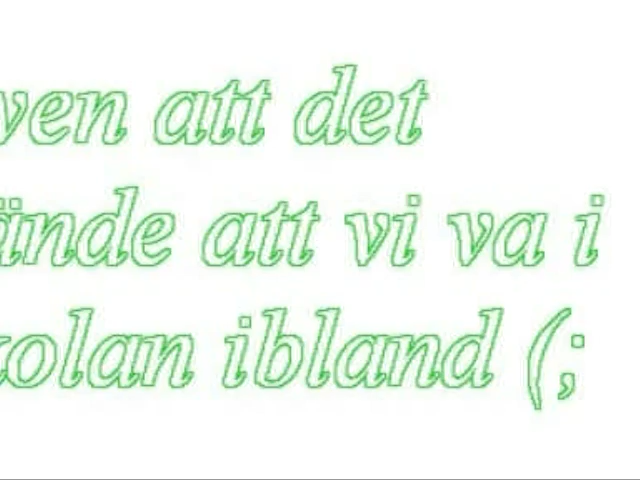 ven att det
ände att vi va i
kolan ibland (;